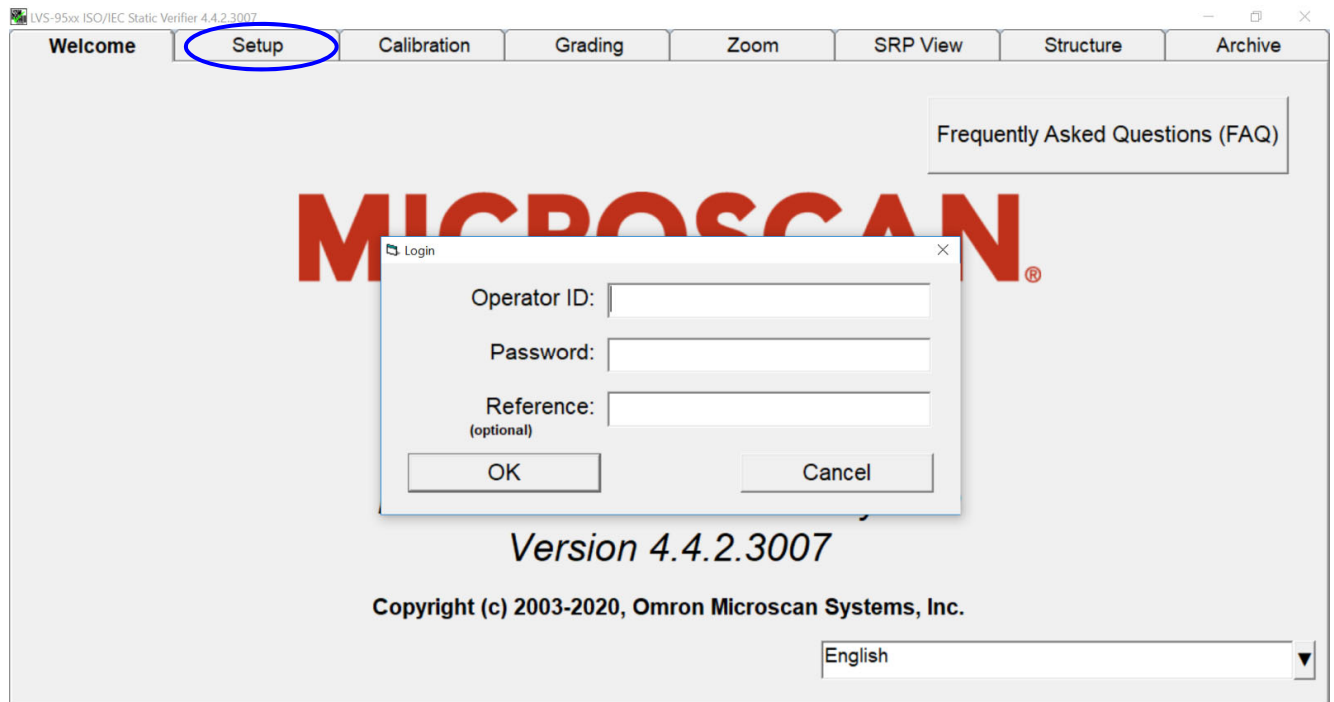 LVS-95xx ISO/IEC Static Verifier 4.4.2.3007
Welcome Setup Calibration Grading Zoom SRP View Structure Archive
Frequently Asked Questions (FAQ)
MICROSCAN®
Login
Operator ID:
Password:
Reference:
(optional)
OK Cancel
Version 4.4.2.3007
Copyright (c) 2003-2020, Omron Microscan Systems, Inc.
English